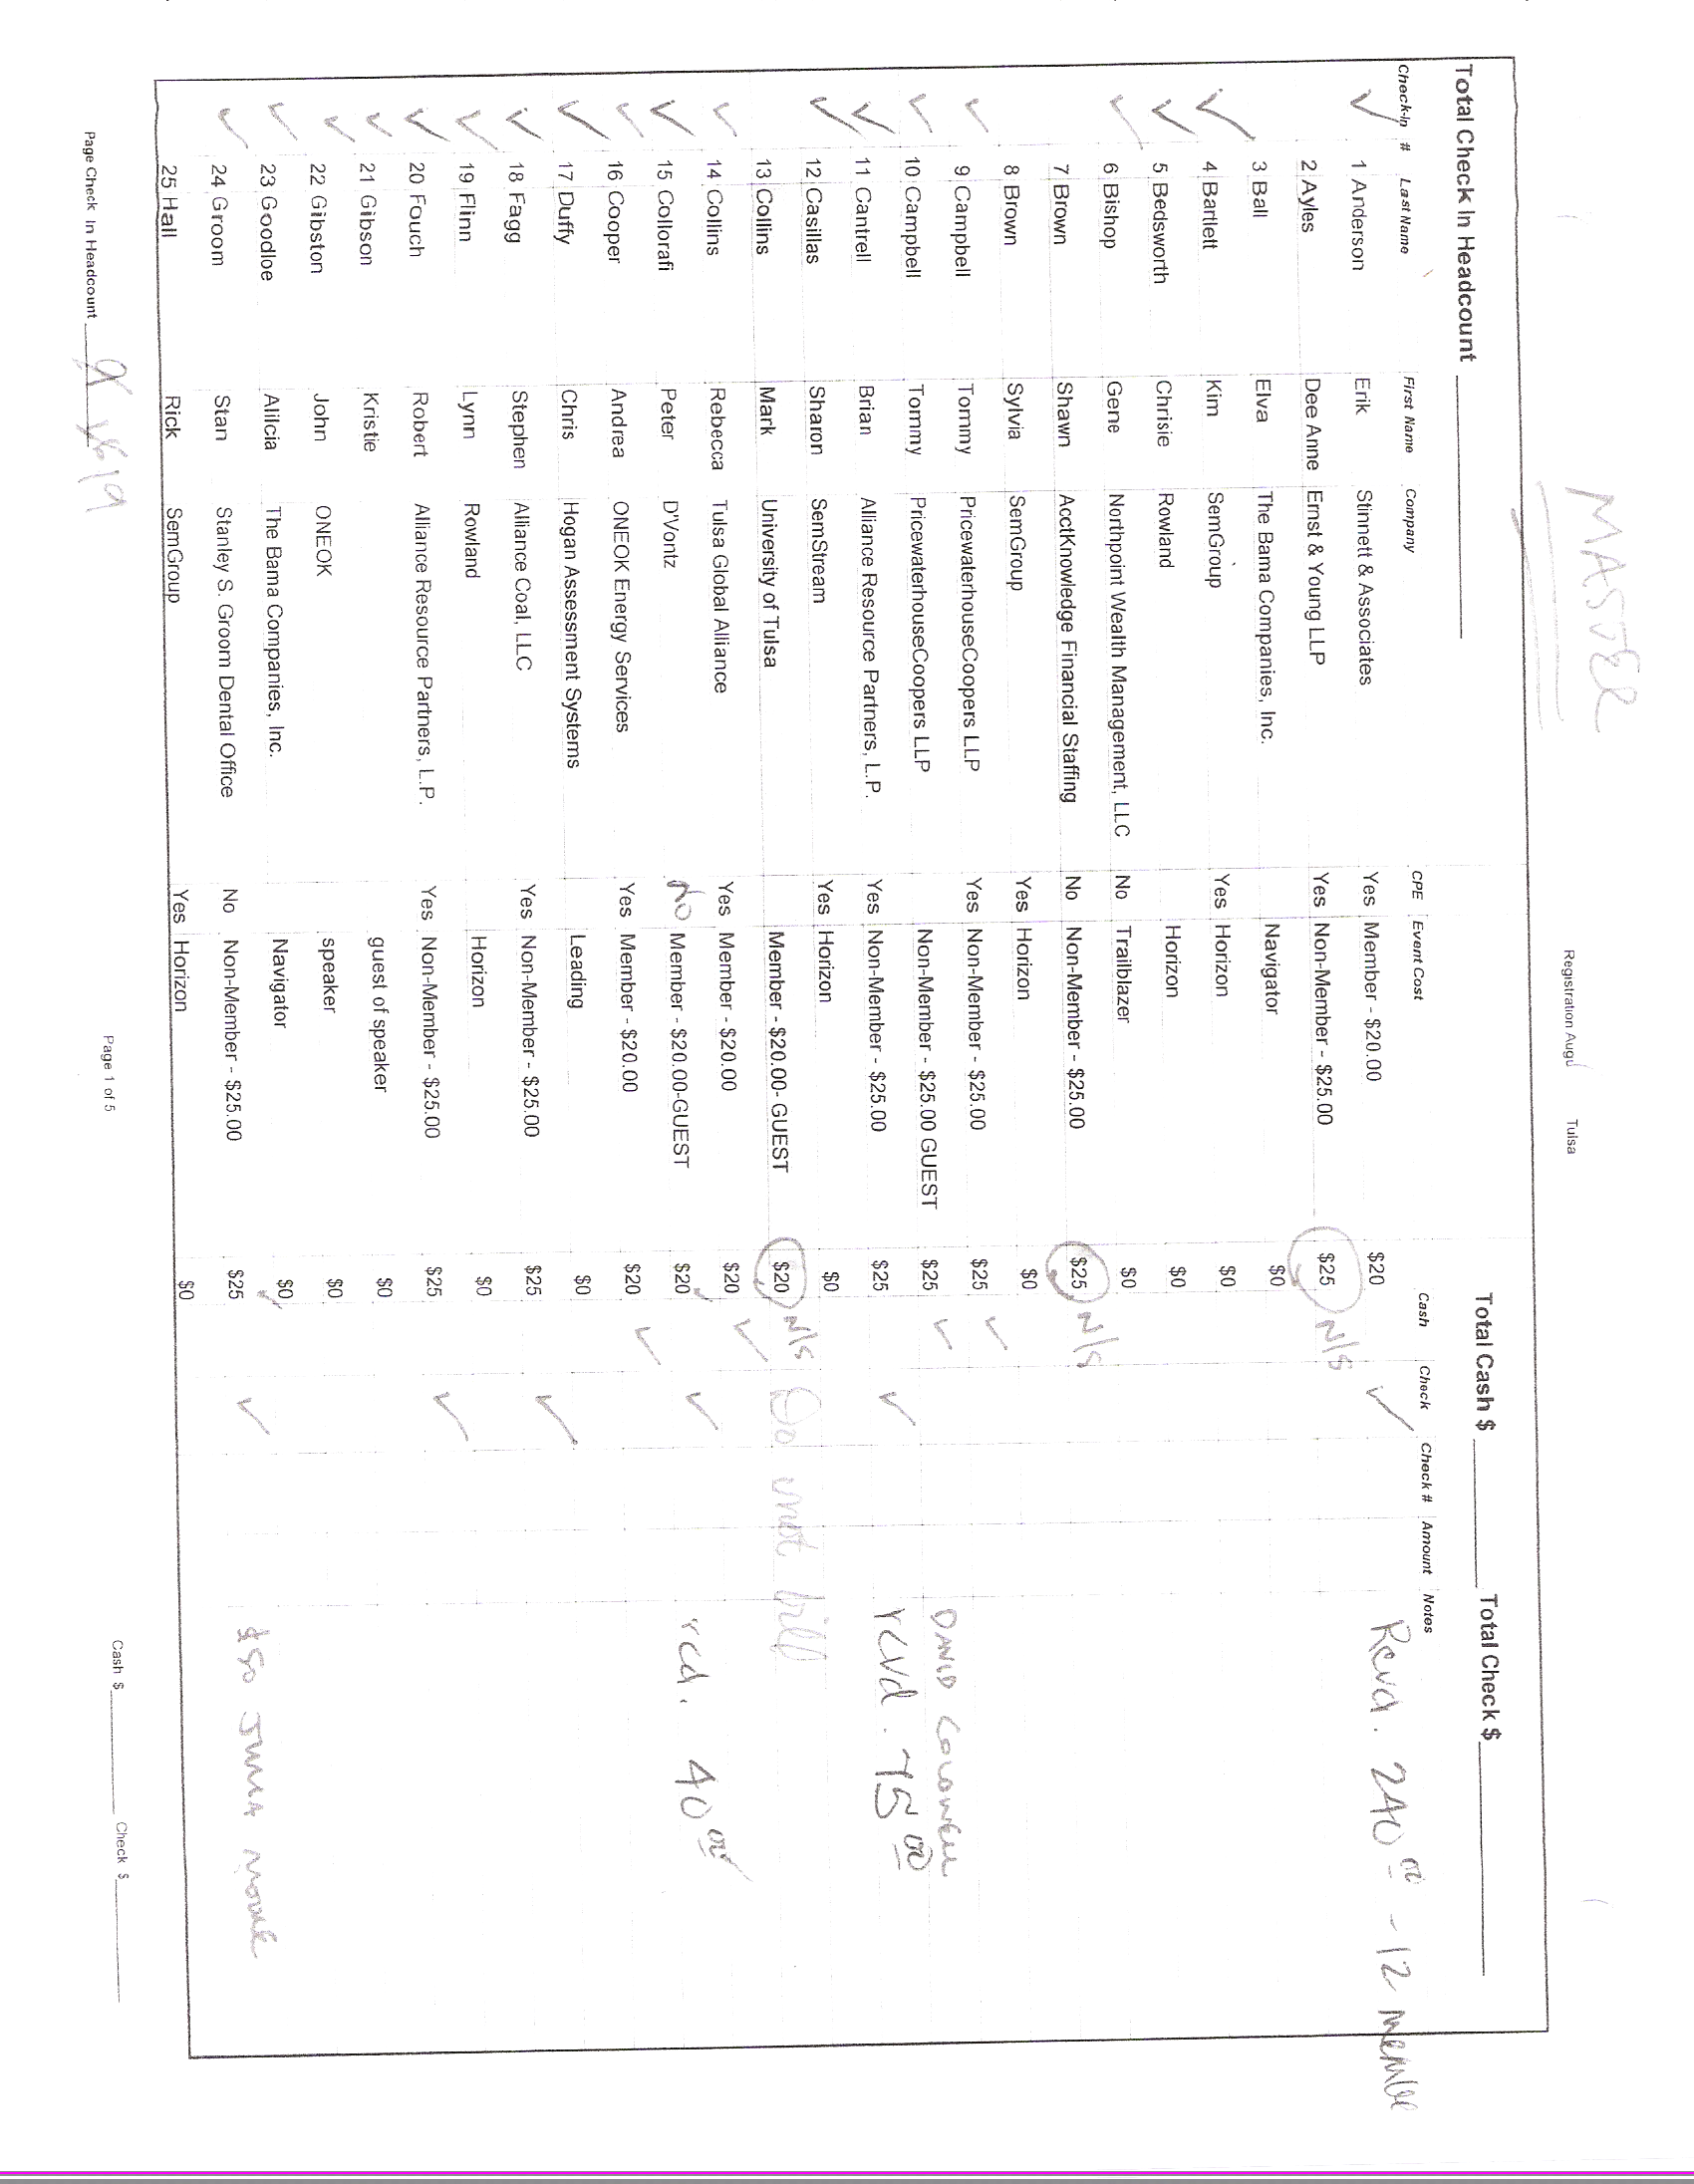 MASTER
Registration Augu Tulsa
Total Check In Headcount Total Cash $ Total Check $
Check-In # Last Name First Name Company CPE Event Cost Cash Check Check # Amount Notes
✓ 1 Anderson Erik Stinnett & Associates Yes Member - $20.00 $20 ✓ Rcvd. 240 00 - 12 membe
2 Ayles Dee Anne Ernst & Young LLP Yes Non-Member - $25.00 $25 N/S
3 Ball Elva The Bama Companies, Inc. Navigator $0
✓ 4 Bartlett Kim SemGroup Yes Horizon $0
✓ 5 Bedsworth Chrisie Rowland Horizon $0
✓ 6 Bishop Gene Northpoint Wealth Management, LLC No Trailblazer $0
7 Brown Shawn AcctKnowledge Financial Staffing No Non-Member - $25.00 $25 N/S
8 Brown Sylvia SemGroup Yes Horizon $0
✓ 9 Campbell Tommy PricewaterhouseCoopers LLP Yes Non-Member - $25.00 $25 ✓
✓ 10 Campbell Tommy PricewaterhouseCoopers LLP Non-Member - $25.00 GUEST $25 ✓ DAVID
✓ 11 Cantrell Brian Alliance Resource Partners, L.P. Yes Non-Member - $25.00 $25 ✓ rcvd. 75 00
✓ 12 Casillas Sharon SemStream Yes Horizon $0
13 Collins Mark University of Tulsa Member - $20.00- GUEST $20 N/S Do not bill
✓ 14 Collins Rebecca Tulsa Global Alliance Yes Member - $20.00 $20 ✓
✓ 15 Collorafi Peter D'Vontz No Member - $20.00-GUEST $20 ✓ rcd. 40 00
✓ 16 Cooper Andrea ONEOK Energy Services Yes Member - $20.00 $20 ✓
✓ 17 Duffy Chris Hogan Assessment Systems Leading $0
✓ 18 Fagg Stephen Alliance Coal, LLC Yes Non-Member - $25.00 $25 ✓
✓ 19 Flinn Lynn Rowland Horizon $0
✓ 20 Fouch Robert Alliance Resource Partners, L.P. Yes Non-Member - $25.00 $25 ✓
✓ 21 Gibson Kristie guest of speaker $0
✓ 22 Gibston John ONEOK speaker $0
✓ 23 Goodloe Alilcia The Bama Companies, Inc. Navigator $0
✓ 24 Groom Stan Stanley S. Groom Dental Office No Non-Member - $25.00 $25 ✓ $50
25 Hall Rick SemGroup Yes Horizon $0
Page Check In Headcount 19 Page 1 of 5 Cash $ Check $